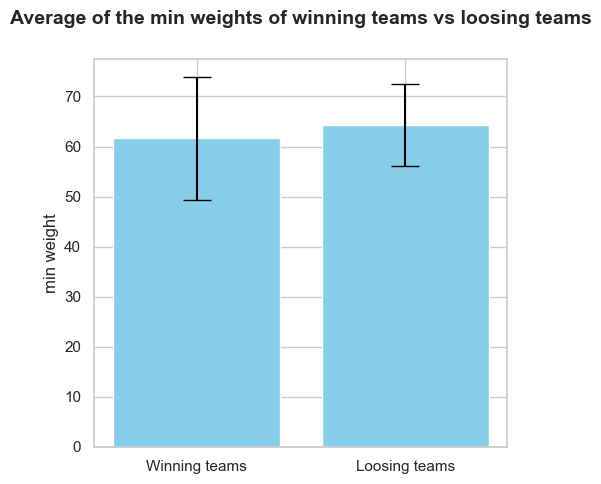 Average of the min weights of winning teams vs loosing teams
min weight
70
60
50
40
30
20
10
0
Winning teams
Loosing teams